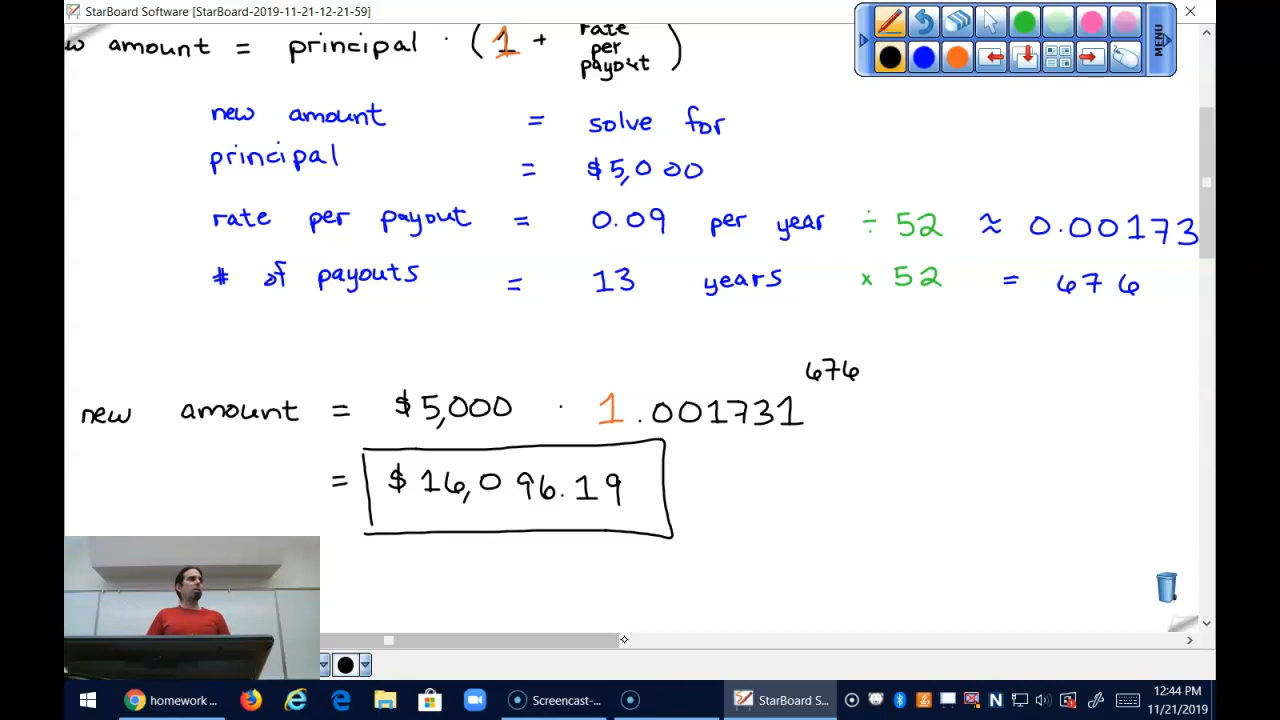 StarBoard Software [StarBoard-2019-11-21-12-21-59]
w amount = principal · ( 1 + rate per payout )
MENU
new amount = solve for
principal = $5,000
rate per payout = 0.09 per year ÷ 52 ≈ 0.00173
# of payouts = 13 years × 52 = 676
new amount = $5,000 · 1.001731^676
= $16,096.19
homework ...
Screencast-...
StarBoard S...
12:44 PM
11/21/2019